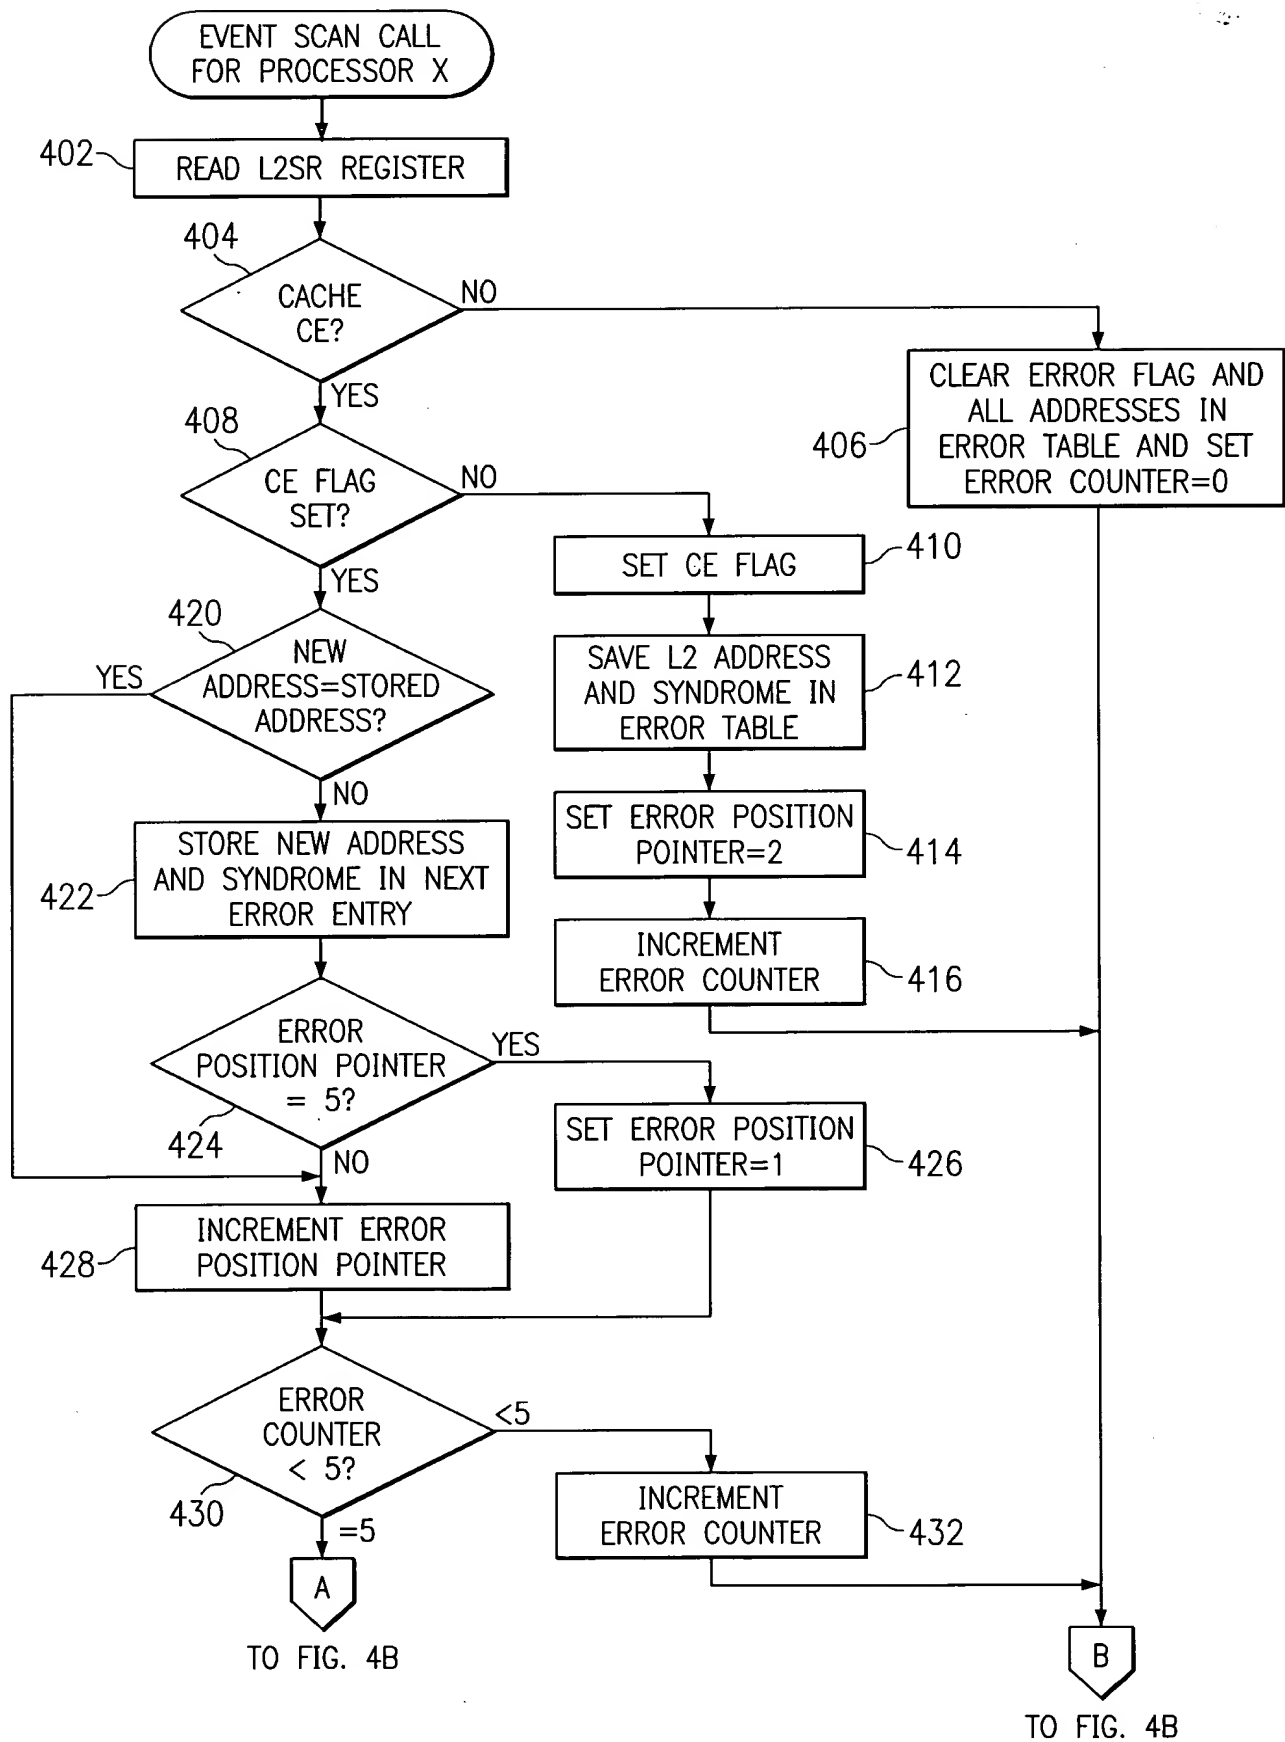 EVENT SCAN CALL
FOR PROCESSOR X
402
READ L2SR REGISTER
404
CACHE
CE?
NO
YES
CLEAR ERROR FLAG AND
ALL ADDRESSES IN
ERROR TABLE AND SET
ERROR COUNTER=0
406
408
CE FLAG
SET?
NO
YES
SET CE FLAG
410
420
NEW
ADDRESS=STORED
ADDRESS?
YES
NO
SAVE L2 ADDRESS
AND SYNDROME IN
ERROR TABLE
412
SET ERROR POSITION
POINTER=2
414
STORE NEW ADDRESS
AND SYNDROME IN NEXT
ERROR ENTRY
422
INCREMENT
ERROR COUNTER
416
ERROR
POSITION POINTER
= 5?
YES
424
NO
SET ERROR POSITION
POINTER=1
426
INCREMENT ERROR
POSITION POINTER
428
ERROR
COUNTER
< 5?
<5
430
=5
INCREMENT
ERROR COUNTER
432
A
TO FIG. 4B
B
TO FIG. 4B